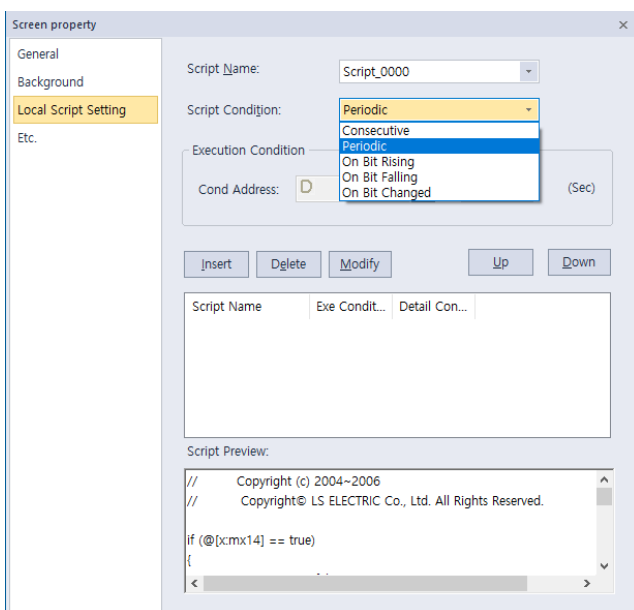 Screen property
General
Background
Local Script Setting
Etc.
Script Name:
Script_0000
Script Condition:
Periodic
Consecutive
Periodic
On Bit Rising
On Bit Falling
On Bit Changed
Execution Condition
Cond Address:
D
(Sec)
Insert
Delete
Modify
Up
Down
Script Name Exe Condit... Detail Con...
Script Preview:
// Copyright (c) 2004~2006
// Copyright© LS ELECTRIC Co., Ltd. All Rights Reserved.
if (@[x:mx14] == true)
{